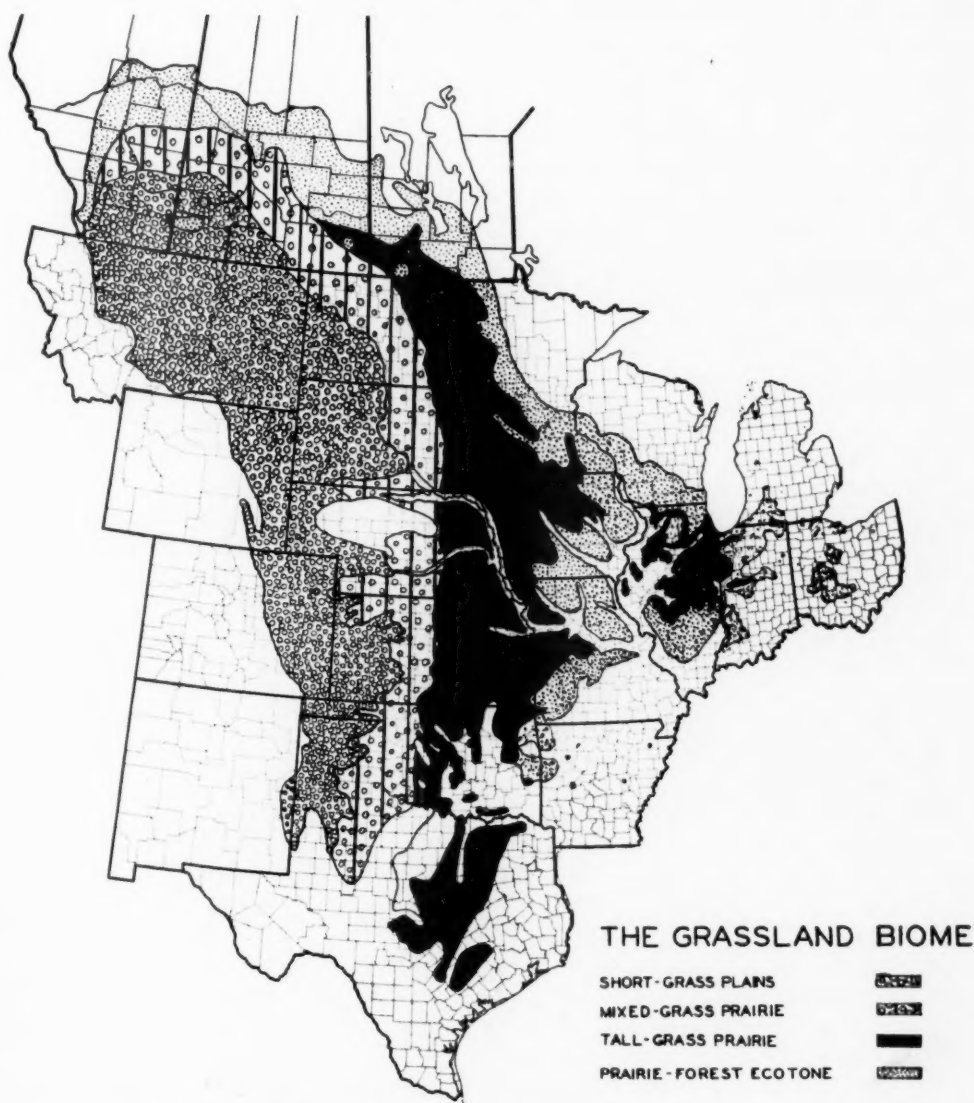 THE GRASSLAND BIOME
SHORT-GRASS PLAINS
MIXED-GRASS PRAIRIE
TALL-GRASS PRAIRIE
PRAIRIE-FOREST ECOTONE